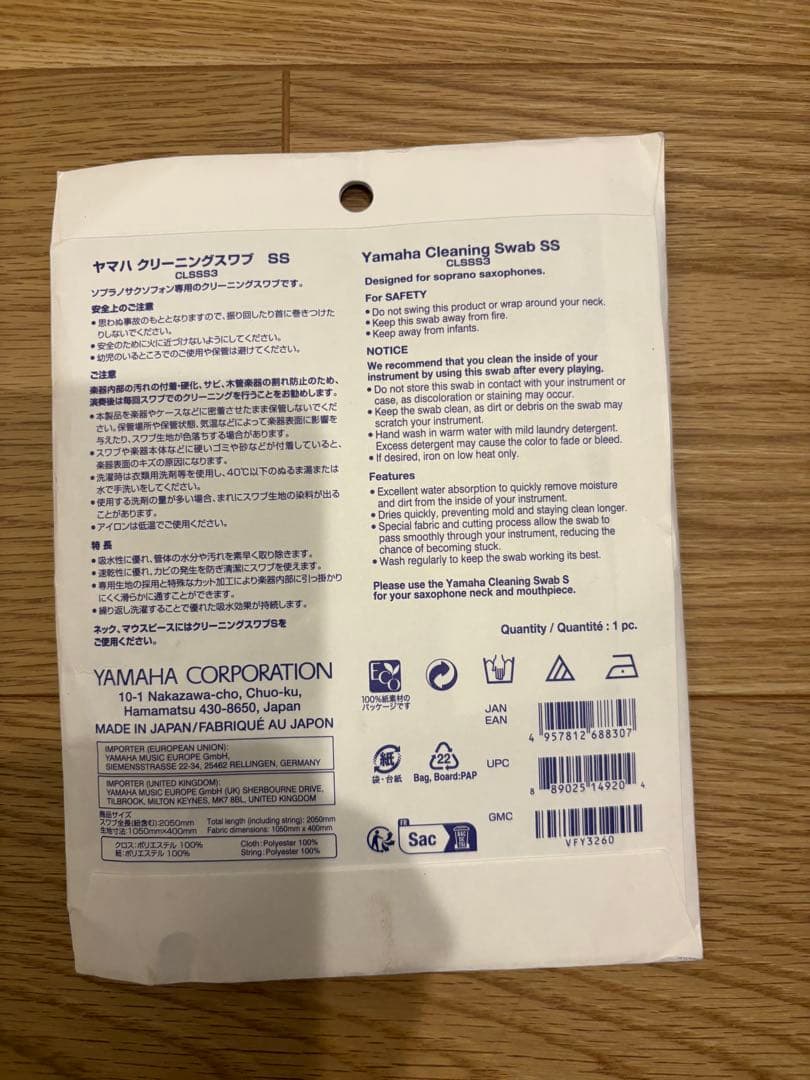 ヤマハ クリーニングスワブ SS
CLSSS3
ソプラノサクソフォン専用のクリーニングスワブです。
安全上のご注意
● 思わぬ事故のもととなりますので、振り回したり首に巻きつけた
りしないでください。
● 安全のために火に近づけないようにしてください。
● 幼児のいるところでのご使用や保管は避けてください。
ご注意
楽器内部の汚れの付着・硬化、サビ、木管楽器の割れ防止のため、
演奏後は毎回スワブでのクリーニングを行うことをお勧めします。
● 本製品を楽器やケースなどに密着させたまま保管しないでくだ
さい。保管場所や保管状態、気温などによって楽器表面に影響を
与えたり、スワブ生地が色落ちする場合があります。
● スワブや楽器本体などに硬いゴミや砂などが付着していると、
楽器表面のキズの原因になります。
● 洗濯時は衣類用洗剤等を使用し、40℃以下のぬるま湯または
水で手洗いをしてください。
● 使用する洗剤の量が多い場合、まれにスワブ生地の染料が出る
ことがあります。
● アイロンは低温でご使用ください。
特 長
● 吸水性に優れ、管体の水分や汚れを素早く取り除きます。
● 速乾性に優れ、カビの発生を防ぎ清潔にスワブを使えます。
● 専用生地の採用と特殊なカット加工により楽器内部に引っ掛かり
にくく滑らかに通すことができます。
● 繰り返し洗濯することで優れた吸水効果が持続します。
ネック、マウスピースにはクリーニングスワブSを
ご使用ください。
YAMAHA CORPORATION
10-1 Nakazawa-cho, Chuo-ku,
Hamamatsu 430-8650, Japan
MADE IN JAPAN/FABRIQUÉ AU JAPON
IMPORTER (EUROPEAN UNION):
YAMAHA MUSIC EUROPE GmbH,
SIEMENSSTRASSE 22-34, 25462 RELLINGEN, GERMANY
IMPORTER (UNITED KINGDOM):
YAMAHA MUSIC EUROPE GmbH (UK) SHERBOURNE DRIVE,
TILBROOK, MILTON KEYNES, MK7 8BL, UNITED KINGDOM
商品サイズ
スワブ全長(紐含む):2050mm Total length (including string): 2050mm
生地寸法:1050mm×400mm Fabric dimensions: 1050mm x 400mm
クロス:ポリエステル 100% Cloth:Polyester 100%
紐:ポリエステル 100% String:Polyester 100%
Yamaha Cleaning Swab SS
CLSSS3
Designed for soprano saxophones.
For SAFETY
● Do not swing this product or wrap around your neck.
● Keep this swab away from fire.
● Keep away from infants.
NOTICE
We recommend that you clean the inside of your
instrument by using this swab after every playing.
● Do not store this swab in contact with your instrument or
case, as discoloration or staining may occur.
● Keep the swab clean, as dirt or debris on the swab may
scratch your instrument.
● Hand wash in warm water with mild laundry detergent.
Excess detergent may cause the color to fade or bleed.
● If desired, iron on low heat only.
Features
● Excellent water absorption to quickly remove moisture
and dirt from the inside of your instrument.
● Dries quickly, preventing mold and staying clean longer.
● Special fabric and cutting process allow the swab to
pass smoothly through your instrument, reducing the
chance of becoming stuck.
● Wash regularly to keep the swab working its best.
Please use the Yamaha Cleaning Swab S
for your saxophone neck and mouthpiece.
Quantity / Quantité : 1 pc.
ECO
100%紙素材の
パッケージです
JAN
EAN
4 957812 688307
紙
袋・台紙
22
Bag, Board:PAP
UPC
8 89025 14920 4
FR
Sac
GMC
VFY3260